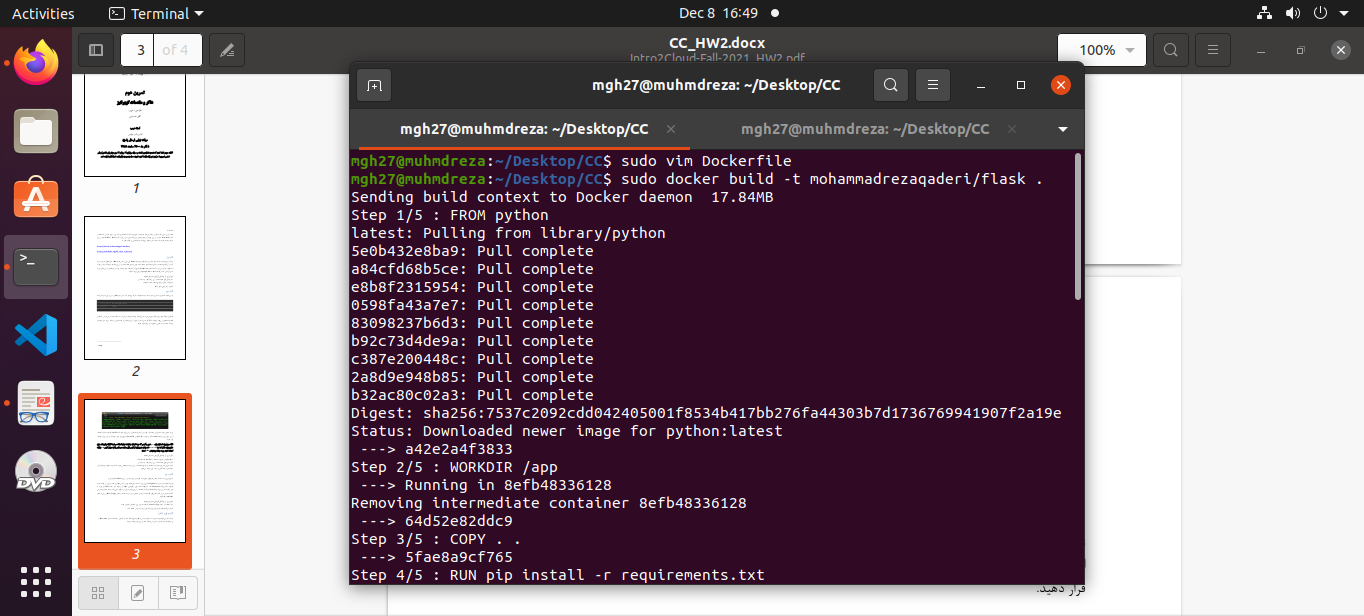 Activities
Terminal
Dec 8 16:49
3
of 4
CC_HW2.docx
Intro2Cloud-Fall-2021_HW2.pdf
100%
mgh27@muhmdreza: ~/Desktop/CC
mgh27@muhmdreza: ~/Desktop/CC
mgh27@muhmdreza: ~/Desktop/CC
mgh27@muhmdreza:~/Desktop/CC$ sudo vim Dockerfile
mgh27@muhmdreza:~/Desktop/CC$ sudo docker build -t mohammadrezaqaderi/flask .
Sending build context to Docker daemon  17.84MB
Step 1/5 : FROM python
latest: Pulling from library/python
5e0b432e8ba9: Pull complete
a84cfd68b5ce: Pull complete
e8b8f2315954: Pull complete
0598fa43a7e7: Pull complete
83098237b6d3: Pull complete
b92c73d4de9a: Pull complete
c387e200448c: Pull complete
2a8d9e948b85: Pull complete
b32ac80c02a3: Pull complete
Digest: sha256:7537c2092cdd042405001f8534b417bb276fa44303b7d1736769941907f2a19e
Status: Downloaded newer image for python:latest
 ---> a42e2a4f3833
Step 2/5 : WORKDIR /app
 ---> Running in 8efb48336128
Removing intermediate container 8efb48336128
 ---> 64d52e82ddc9
Step 3/5 : COPY . .
 ---> 5fae8a9cf765
Step 4/5 : RUN pip install -r requirements.txt
قرار دهید.
تمرین دوم
1
2
3
DVD